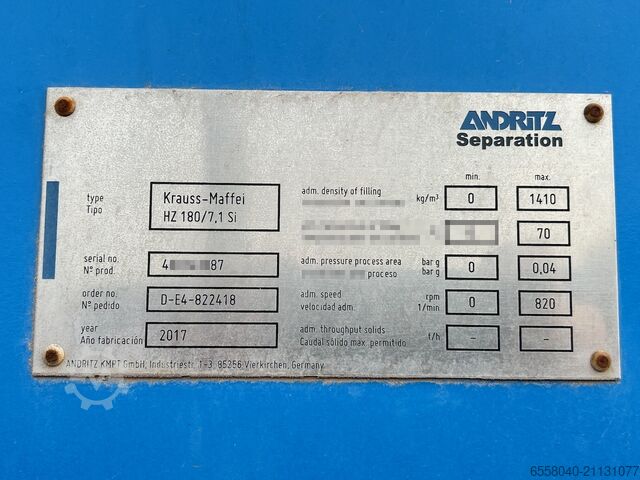 ANDRITZ
Separation
min. max.
type
Tipo
Krauss-Maffei
HZ 180/7,1 Si
adm. density of filling
kg/m³ 0 1410
70
serial no.
Nº prod.
4 87
adm. pressure process area
proceso
bar g
bar g
0 0,04
order no.
Nº pedido
D-E4-822418
adm. speed
velocidad adm.
rpm
1/min
0 820
year
Año fabricación
2017
adm. throughput solids
Caudal sólido max. permitido
t/h - -
ANDRITZ KMPT GmbH, Industriestr. 1-3, 85256 Vierkirchen, Germany
6558040-21131077